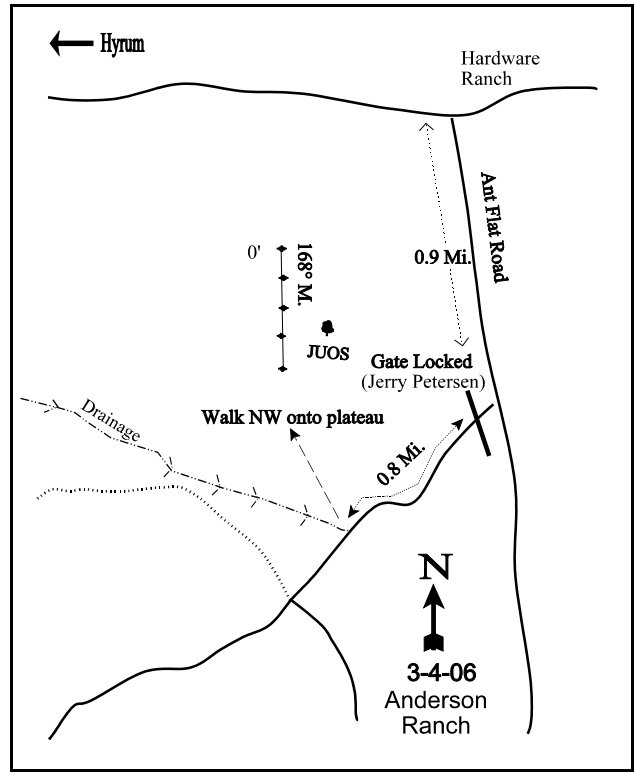 Hyrum
Hardware
Ranch
Ant Flat Road
0'
168° M.
0.9 Mi.
JUOS
Gate Locked
(Jerry Petersen)
Drainage
Walk NW onto plateau
0.8 Mi.
N
3-4-06
Anderson
Ranch